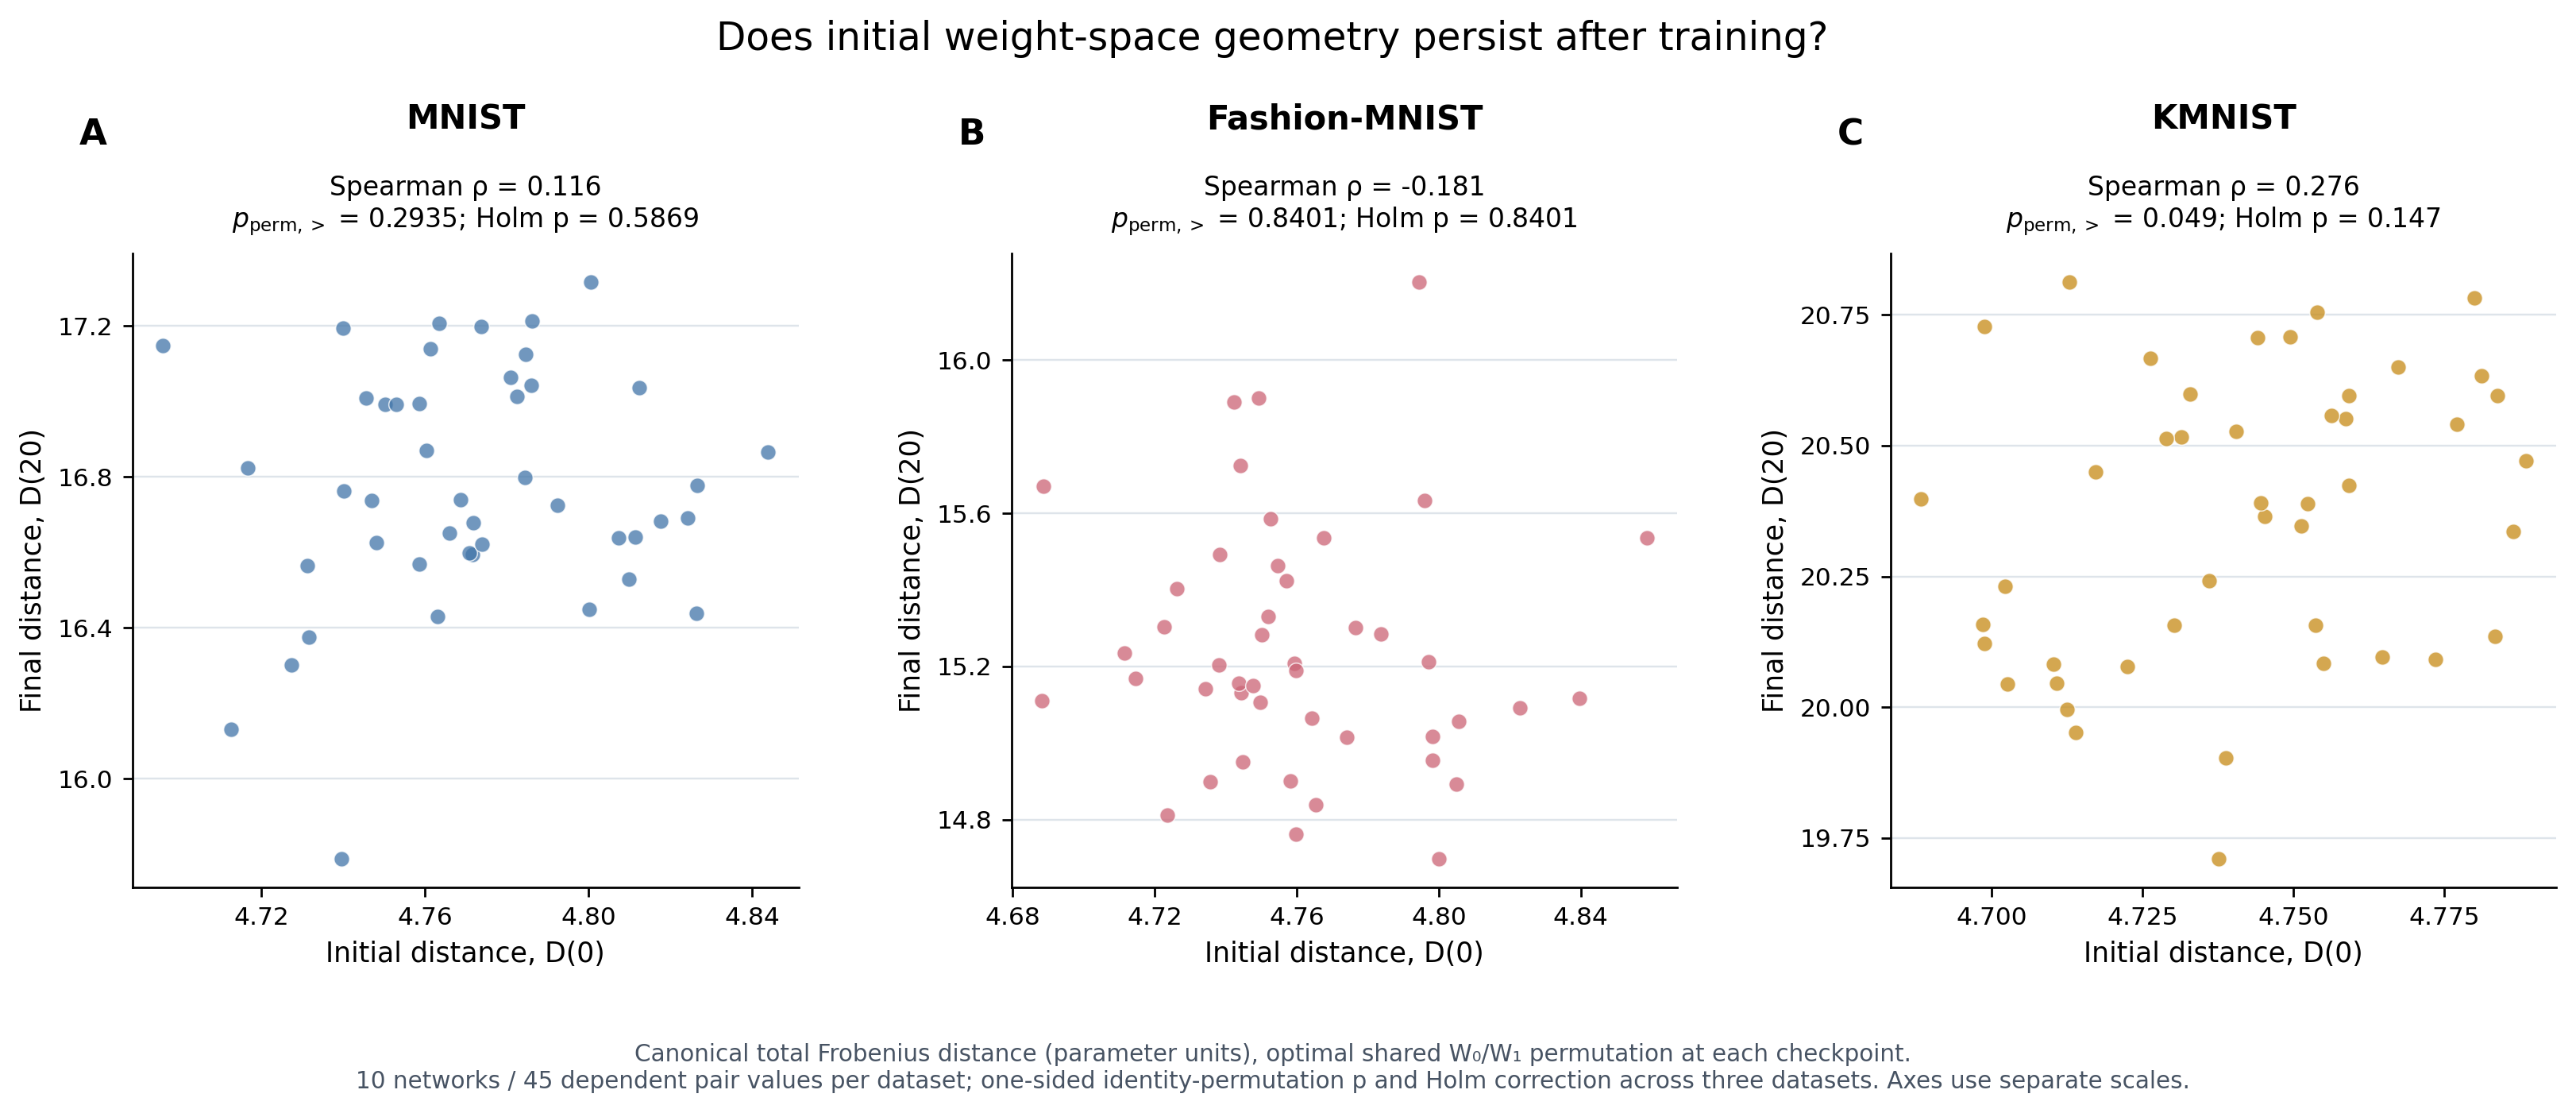 Does initial weight-space geometry persist after training?
A
MNIST
Spearman ρ = 0.116
p_perm, > = 0.2935; Holm p = 0.5869
17.2
16.8
16.4
16.0
Final distance, D(20)
4.72 4.76 4.80 4.84
Initial distance, D(0)
B
Fashion-MNIST
Spearman ρ = -0.181
p_perm, > = 0.8401; Holm p = 0.8401
16.0
15.6
15.2
14.8
Final distance, D(20)
4.68 4.72 4.76 4.80 4.84
Initial distance, D(0)
C
KMNIST
Spearman ρ = 0.276
p_perm, > = 0.049; Holm p = 0.147
20.75
20.50
20.25
20.00
19.75
Final distance, D(20)
4.700 4.725 4.750 4.775
Initial distance, D(0)
Canonical total Frobenius distance (parameter units), optimal shared W₀/W₁ permutation at each checkpoint.
10 networks / 45 dependent pair values per dataset; one-sided identity-permutation p and Holm correction across three datasets. Axes use separate scales.